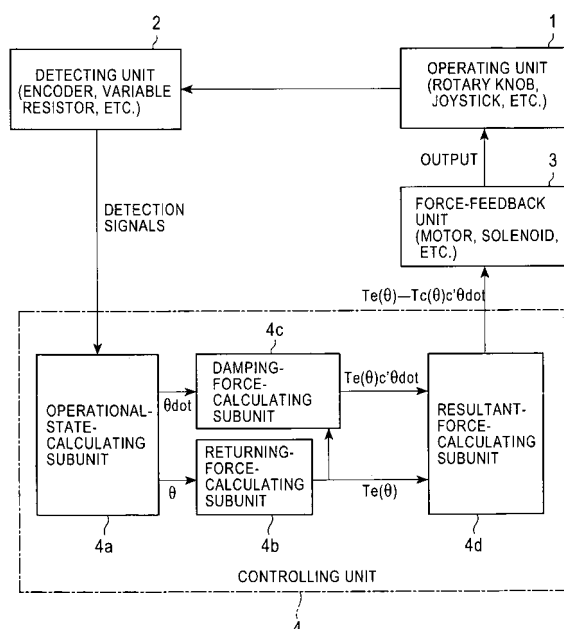 2
DETECTING UNIT
(ENCODER, VARIABLE
RESISTOR, ETC.)
1
OPERATING UNIT
(ROTARY KNOB,
JOYSTICK, ETC.)
OUTPUT
3
FORCE-FEEDBACK
UNIT
(MOTOR, SOLENOID,
ETC.)
DETECTION
SIGNALS
Te(θ)—Tc(θ)c'θdot
4c
OPERATIONAL-
STATE-
CALCULATING
SUBUNIT
4a
θdot
DAMPING-
FORCE-
CALCULATING
SUBUNIT
Te(θ)c'θdot
θ
RETURNING-
FORCE-
CALCULATING
SUBUNIT
4b
Te(θ)
RESULTANT-
FORCE-
CALCULATING
SUBUNIT
4d
CONTROLLING UNIT
4